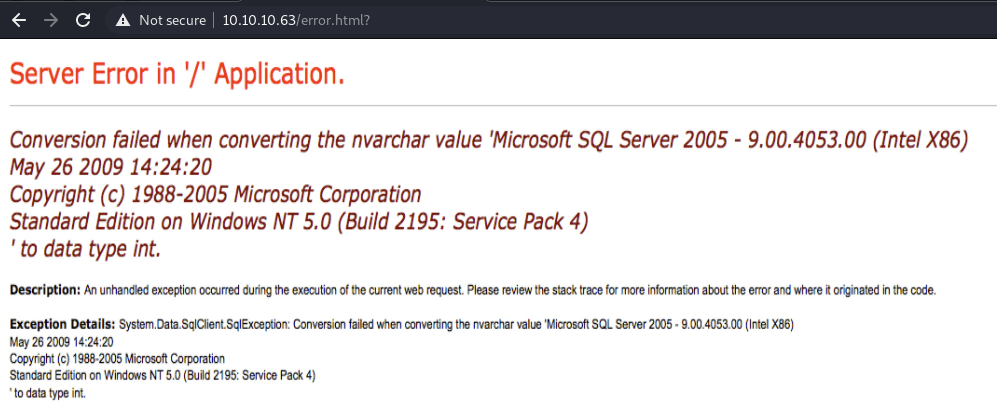 Not secure | 10.10.10.63/error.html?
Server Error in '/' Application.
Conversion failed when converting the nvarchar value 'Microsoft SQL Server 2005 - 9.00.4053.00 (Intel X86)
May 26 2009 14:24:20
Copyright (c) 1988-2005 Microsoft Corporation
Standard Edition on Windows NT 5.0 (Build 2195: Service Pack 4)
' to data type int.
Description: An unhandled exception occurred during the execution of the current web request. Please review the stack trace for more information about the error and where it originated in the code.
Exception Details: System.Data.SqlClient.SqlException: Conversion failed when converting the nvarchar value 'Microsoft SQL Server 2005 - 9.00.4053.00 (Intel X86)
May 26 2009 14:24:20
Copyright (c) 1988-2005 Microsoft Corporation
Standard Edition on Windows NT 5.0 (Build 2195: Service Pack 4)
' to data type int.